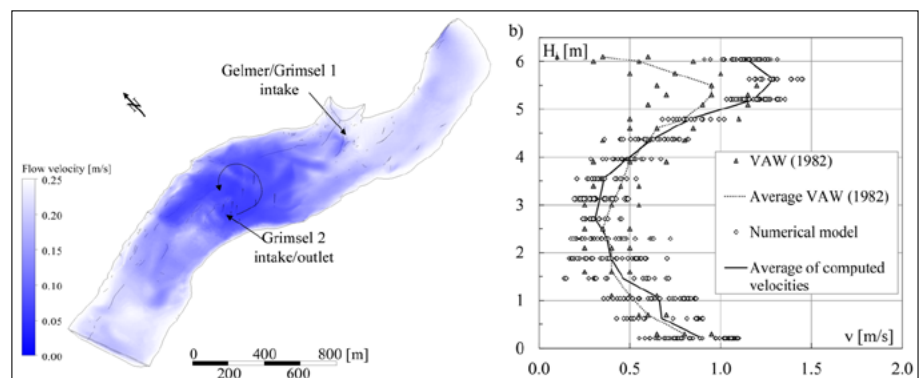 Gelmer/Grimsel 1
intake
Flow velocity [m/s]
0.25
0.20
0.15
0.10
0.05
0.00
Grimsel 2
intake/outlet
0 400 800 [m]
200 600
b)
Hᵢ [m]
6
5
4
3
2
1
0
0.0 0.5 1.0 1.5 2.0
v [m/s]
VAW (1982)
Average VAW (1982)
Numerical model
Average of computed
velocities